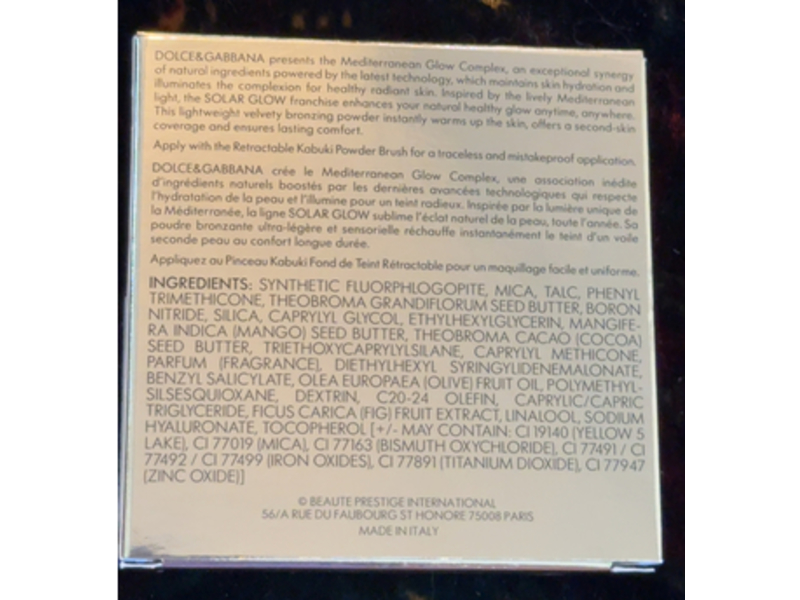 DOLCE&GABBANA presents the Mediterranean Glow Complex, an exceptional synergy
of natural ingredients powered by the latest technology, which maintains skin hydration and
illuminates the complexion for healthy radiant skin. Inspired by the lively Mediterranean
light, the SOLAR GLOW franchise enhances your natural healthy glow anytime, anywhere.
This lightweight velvety bronzing powder instantly warms up the skin, offers a second-skin
coverage and ensures lasting comfort.
Apply with the Retractable Kabuki Powder Brush for a traceless and mistakeproof application.
DOLCE&GABBANA crée le Mediterranean Glow Complex, une association inédite
d'ingrédients naturels boostés par les dernières avancées technologiques qui respecte
l'hydratation de la peau et l'illumine pour un teint radieux. Inspirée par la lumière unique de
la Méditerranée, la ligne SOLAR GLOW sublime l'éclat naturel de la peau, toute l'année. Sa
poudre bronzante ultra-légère et sensorielle réchauffe instantanément le teint d'un voile
seconde peau au confort longue durée.
Appliquez au Pinceau Kabuki Fond de Teint Rétractable pour un maquillage facile et uniforme.
INGREDIENTS: SYNTHETIC FLUORPHLOGOPITE, MICA, TALC, PHENYL
TRIMETHICONE, THEOBROMA GRANDIFLORUM SEED BUTTER, BORON
NITRIDE, SILICA, CAPRYLYL GLYCOL, ETHYLHEXYLGLYCERIN, MANGIFE-
RA INDICA (MANGO) SEED BUTTER, THEOBROMA CACAO (COCOA)
SEED BUTTER, TRIETHOXYCAPRYLYLSILANE, CAPRYLYL METHICONE,
PARFUM (FRAGRANCE), DIETHYLHEXYL SYRINGYLIDENEMALONATE,
BENZYL SALICYLATE, OLEA EUROPAEA (OLIVE) FRUIT OIL, POLYMETHYL-
SILSESQUIOXANE, DEXTRIN, C20-24 OLEFIN, CAPRYLIC/CAPRIC
TRIGLYCERIDE, FICUS CARICA (FIG) FRUIT EXTRACT, LINALOOL, SODIUM
HYALURONATE, TOCOPHEROL [+/- MAY CONTAIN: CI 19140 (YELLOW 5
LAKE), CI 77019 (MICA), CI 77163 (BISMUTH OXYCHLORIDE), CI 77491 / CI
77492 / CI 77499 (IRON OXIDES), CI 77891 (TITANIUM DIOXIDE), CI 77947
(ZINC OXIDE)]
© BEAUTE PRESTIGE INTERNATIONAL
56/A RUE DU FAUBOURG ST HONORE 75008 PARIS
MADE IN ITALY